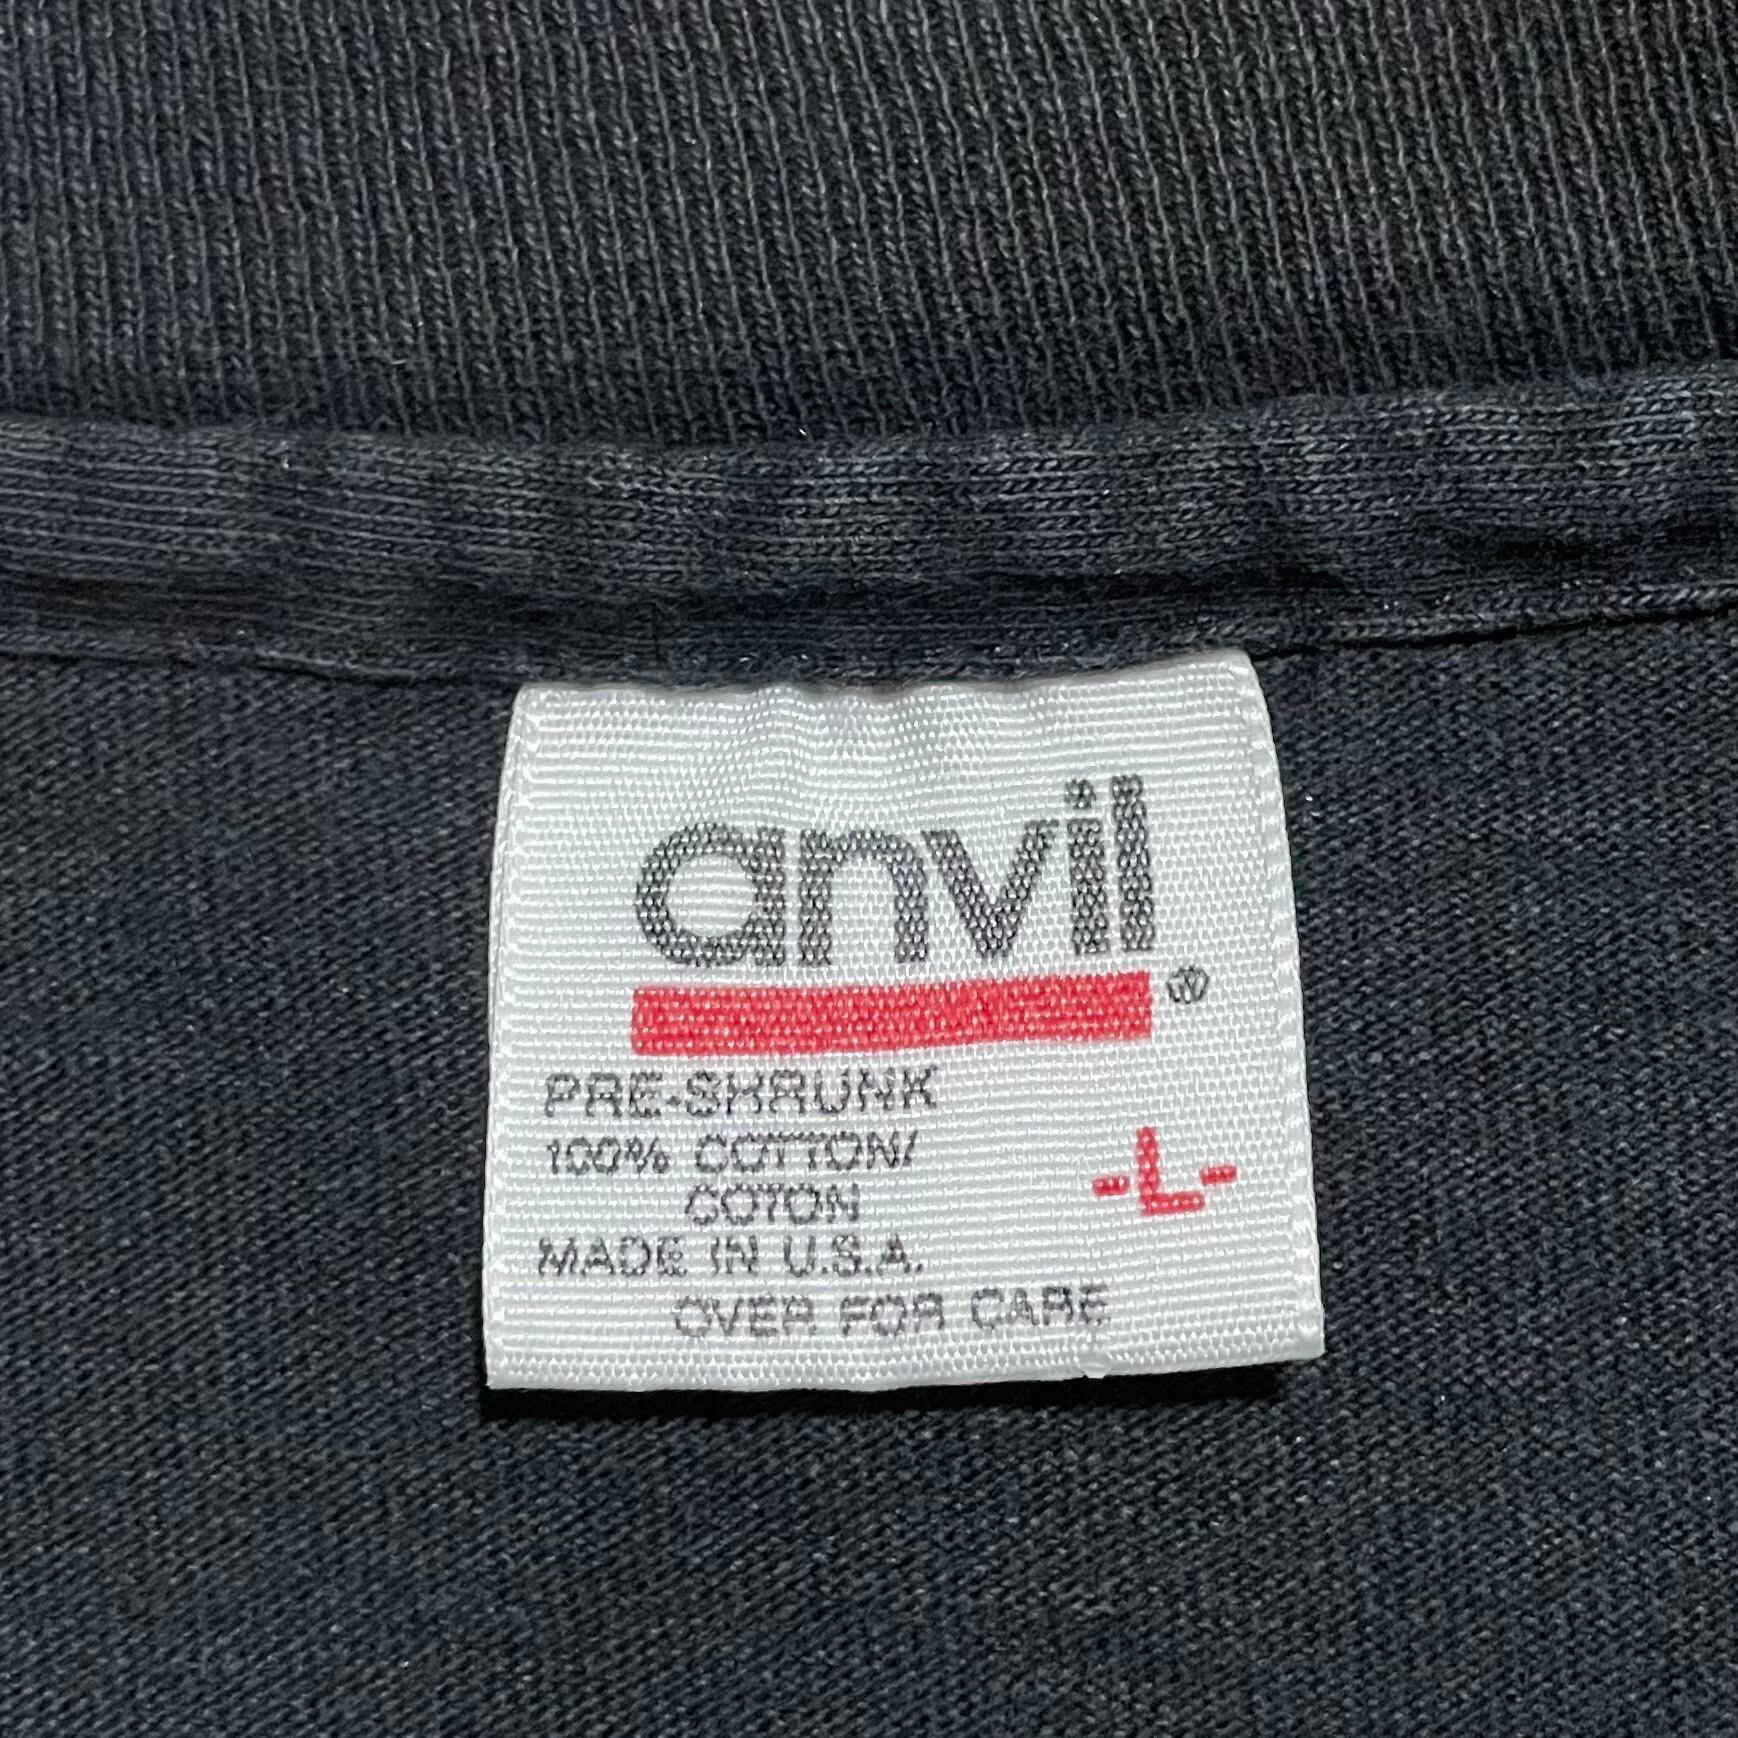 anvil
®
PRE-SHRUNK
100% COTTON/
COTON
-L-
MADE IN U.S.A.
OVER FOR CARE